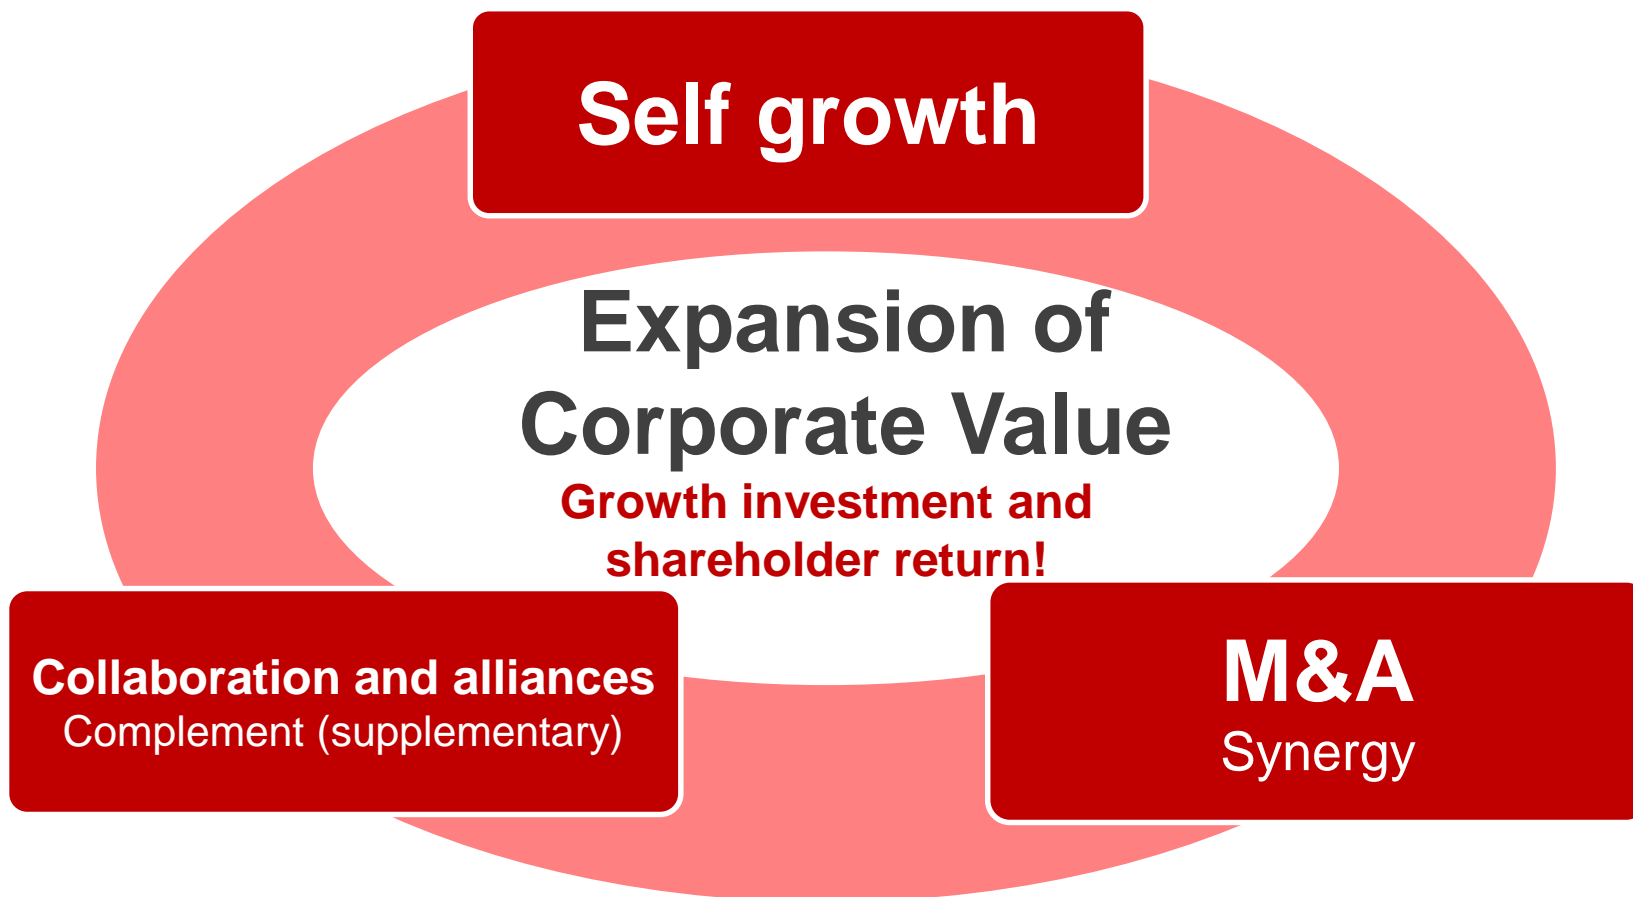 Self growth
Expansion of
Corporate Value
Growth investment and
shareholder return!
Collaboration and alliances
Complement (supplementary)
M&A
Synergy